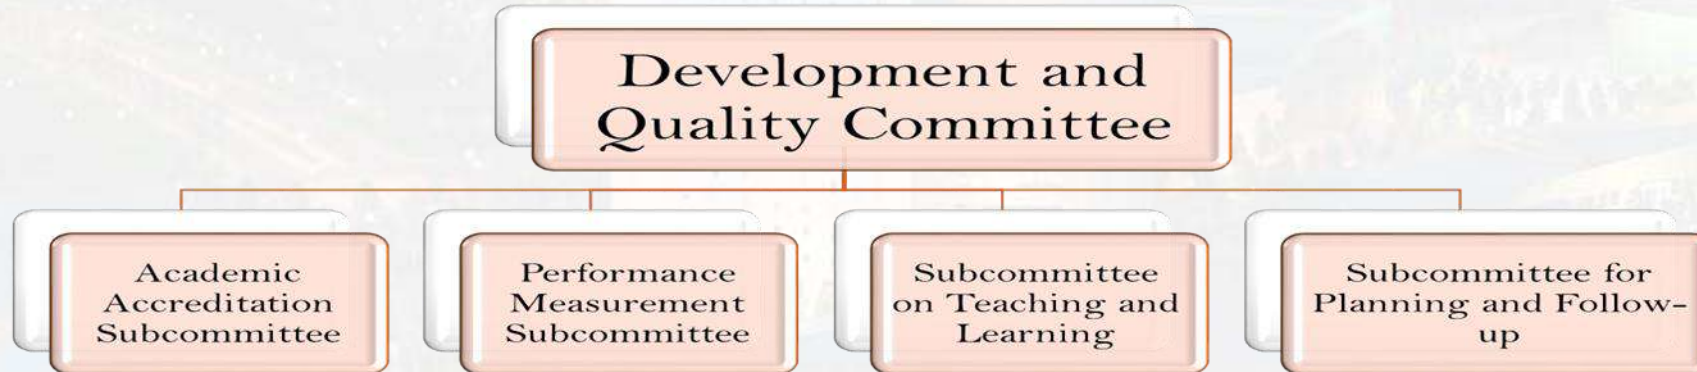 Development and
Quality Committee
Academic
Accreditation
Subcommittee
Performance
Measurement
Subcommittee
Subcommittee
on Teaching and
Learning
Subcommittee for
Planning and Follow-
up